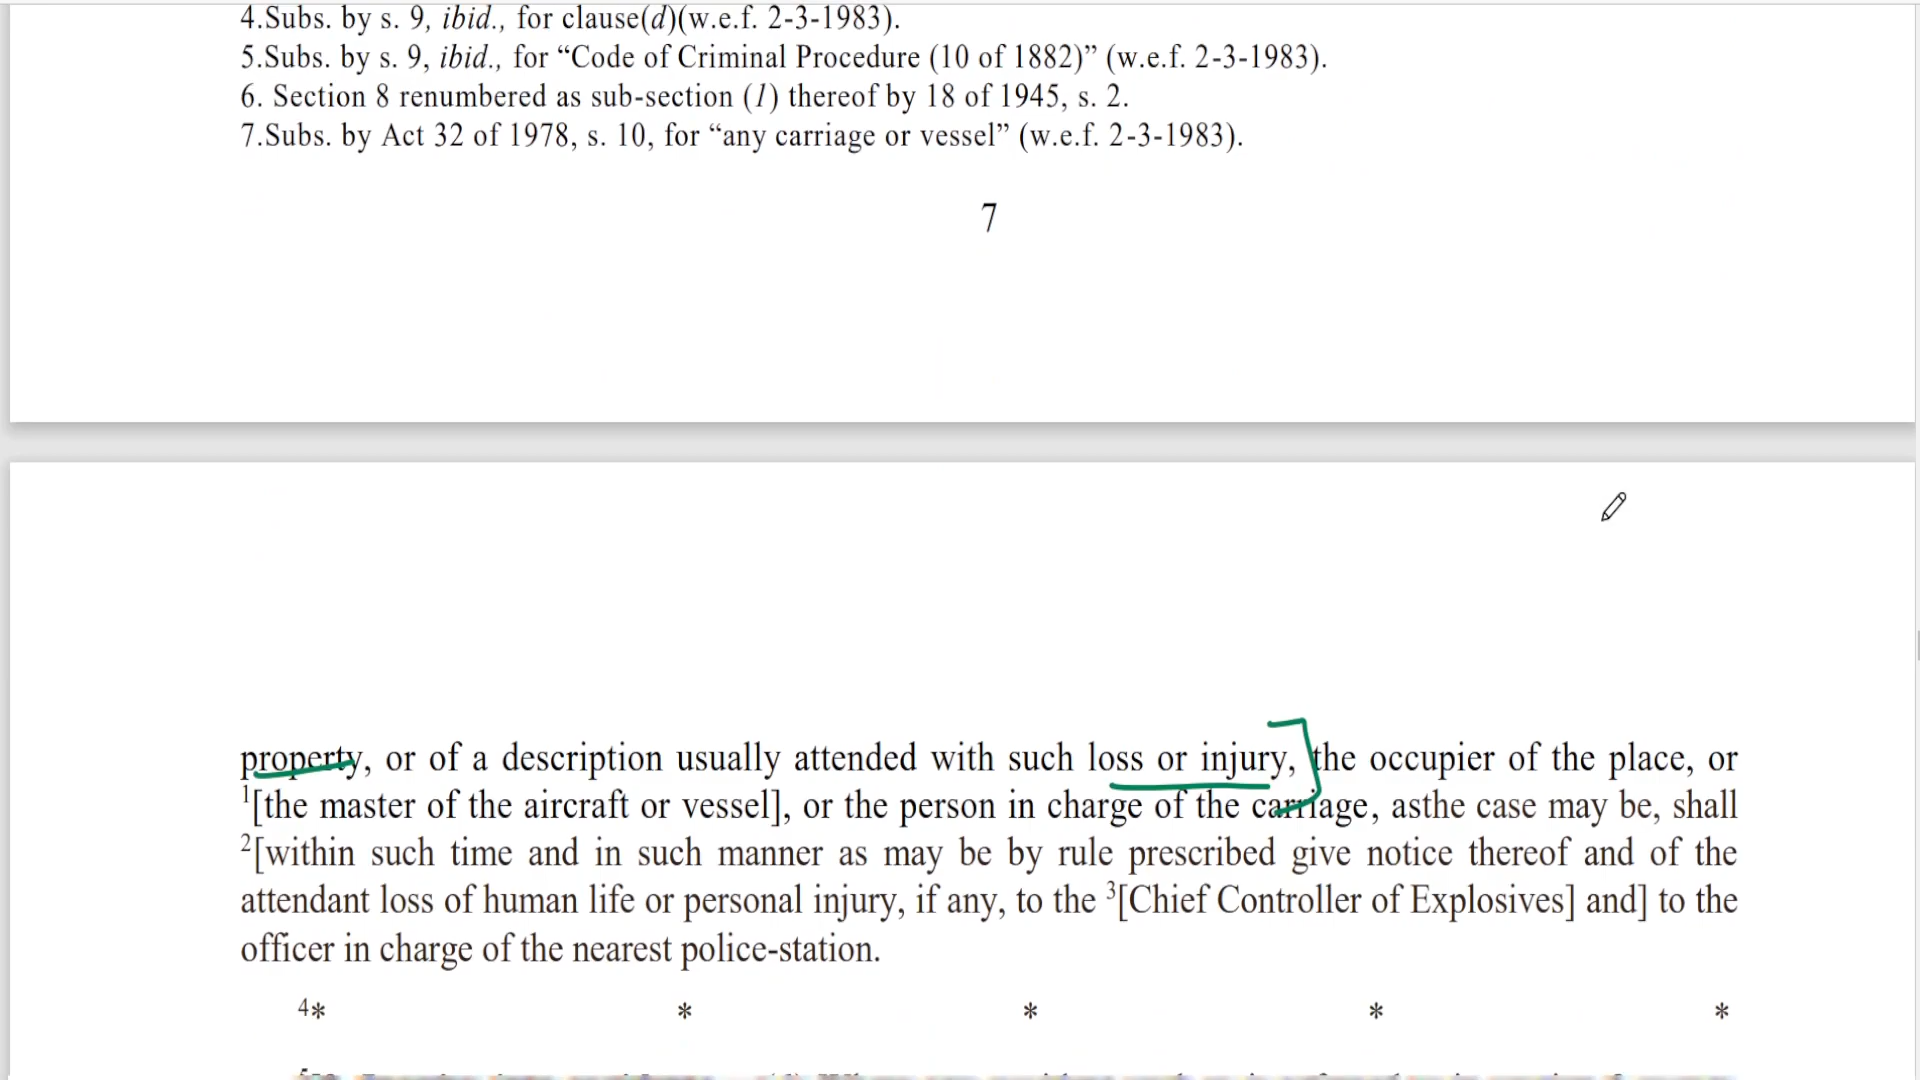 4.Subs. by s. 9, ibid., for clause(d)(w.e.f. 2-3-1983).
5.Subs. by s. 9, ibid., for “Code of Criminal Procedure (10 of 1882)” (w.e.f. 2-3-1983).
6. Section 8 renumbered as sub-section (1) thereof by 18 of 1945, s. 2.
7.Subs. by Act 32 of 1978, s. 10, for “any carriage or vessel” (w.e.f. 2-3-1983).
7
property, or of a description usually attended with such loss or injury, the occupier of the place, or
1[the master of the aircraft or vessel], or the person in charge of the carriage, asthe case may be, shall
2[within such time and in such manner as may be by rule prescribed give notice thereof and of the
attendant loss of human life or personal injury, if any, to the 3[Chief Controller of Explosives] and] to the
officer in charge of the nearest police-station.
4* * * * *